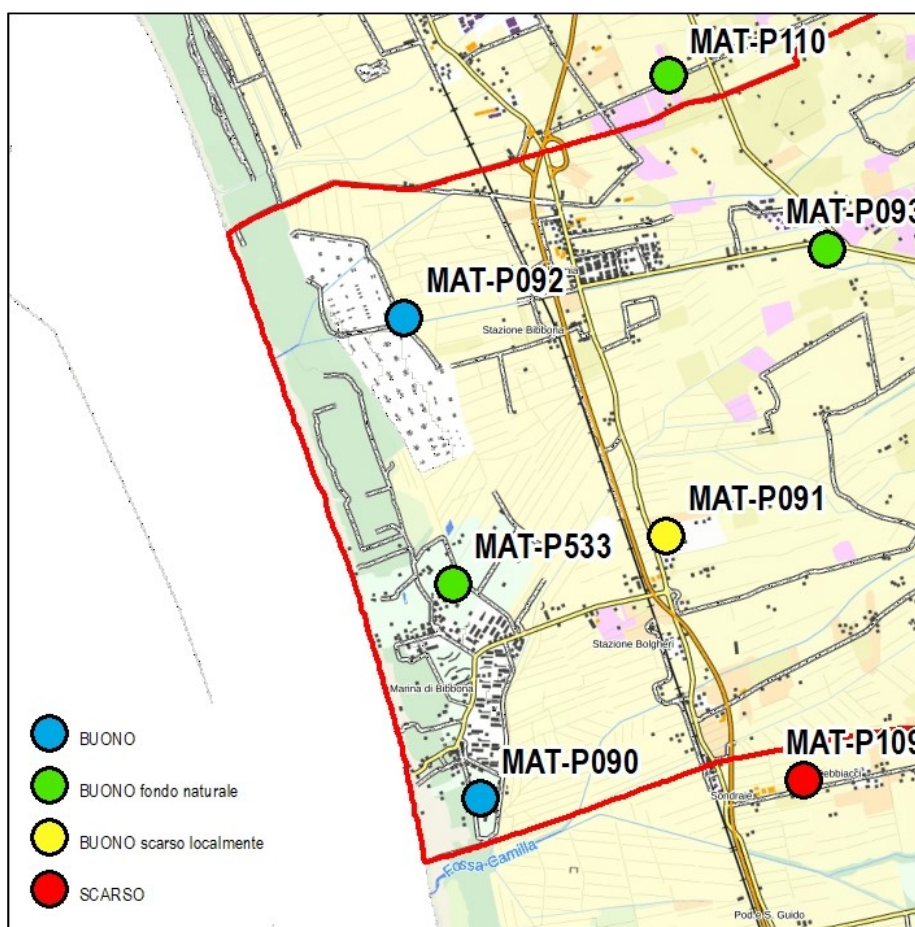 MAT-P110
MAT-P093
MAT-P092
Stazione Bibbona
MAT-P091
MAT-P533
Stazione Bolgheri
Marina di Bibbona
BUONO
MAT-P109
MAT-P090
ebbiacci
BUONO fondo naturale
Sondraie
BUONO scarso localmente
Fossa Camilla
SCARSO
Pod.e S. Guido